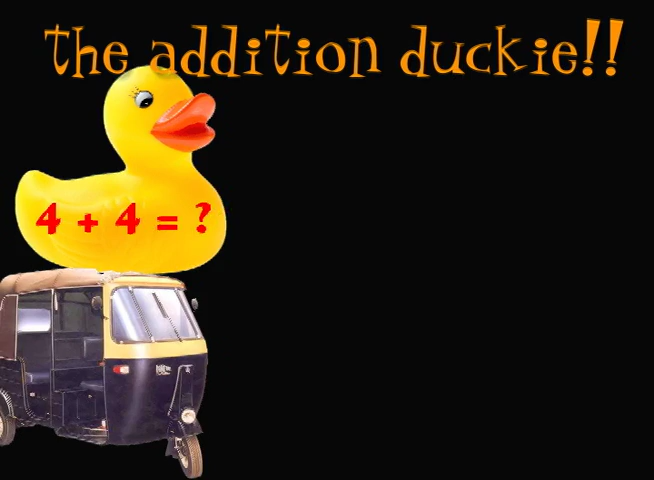 the addition duckie!!
4 + 4 = ?